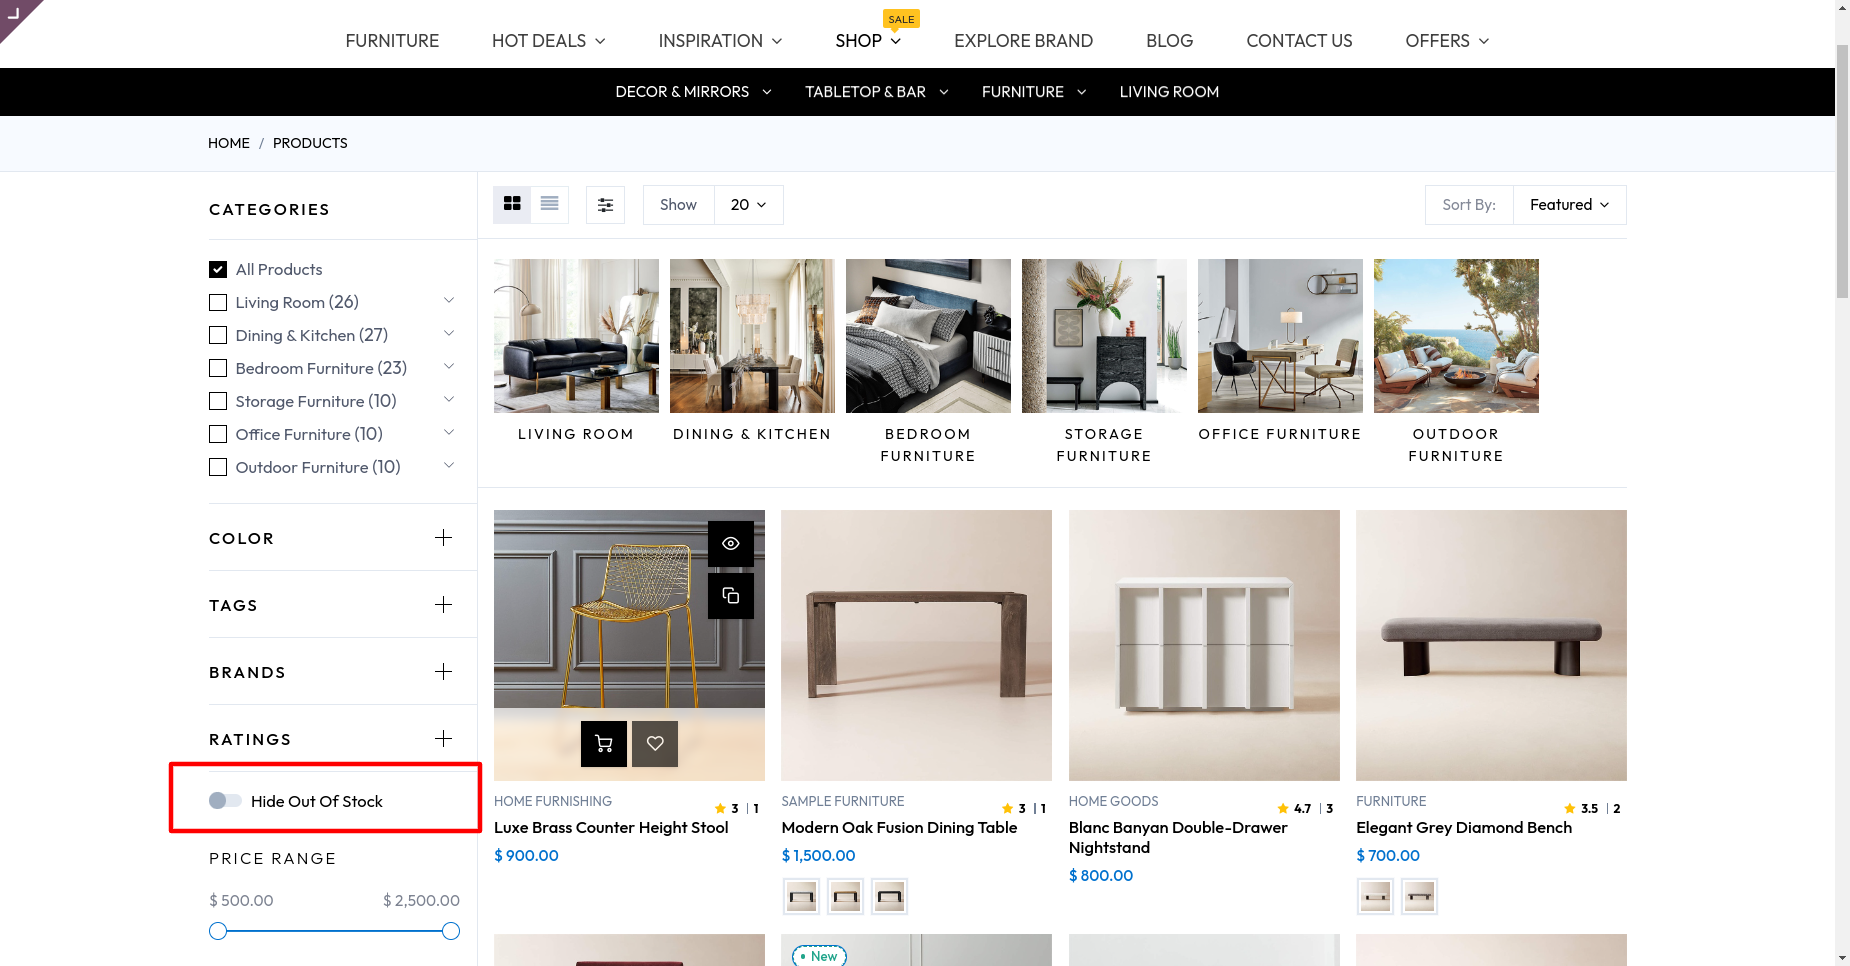 SALE
FURNITURE HOT DEALS INSPIRATION SHOP EXPLORE BRAND BLOG CONTACT US OFFERS
DECOR & MIRRORS TABLETOP & BAR FURNITURE LIVING ROOM
HOME / PRODUCTS
CATEGORIES
All Products
Living Room (26)
Dining & Kitchen (27)
Bedroom Furniture (23)
Storage Furniture (10)
Office Furniture (10)
Outdoor Furniture (10)
COLOR
TAGS
BRANDS
RATINGS
Hide Out Of Stock
PRICE RANGE
$ 500.00 $ 2,500.00
Show 20
Sort By: Featured
LIVING ROOM
DINING & KITCHEN
BEDROOM
FURNITURE
STORAGE
FURNITURE
OFFICE FURNITURE
OUTDOOR
FURNITURE
HOME FURNISHING 3 | 1
Luxe Brass Counter Height Stool
$ 900.00
SAMPLE FURNITURE 3 | 1
Modern Oak Fusion Dining Table
$ 1,500.00
HOME GOODS 4.7 | 3
Blanc Banyan Double-Drawer
Nightstand
$ 800.00
FURNITURE 3.5 | 2
Elegant Grey Diamond Bench
$ 700.00
New